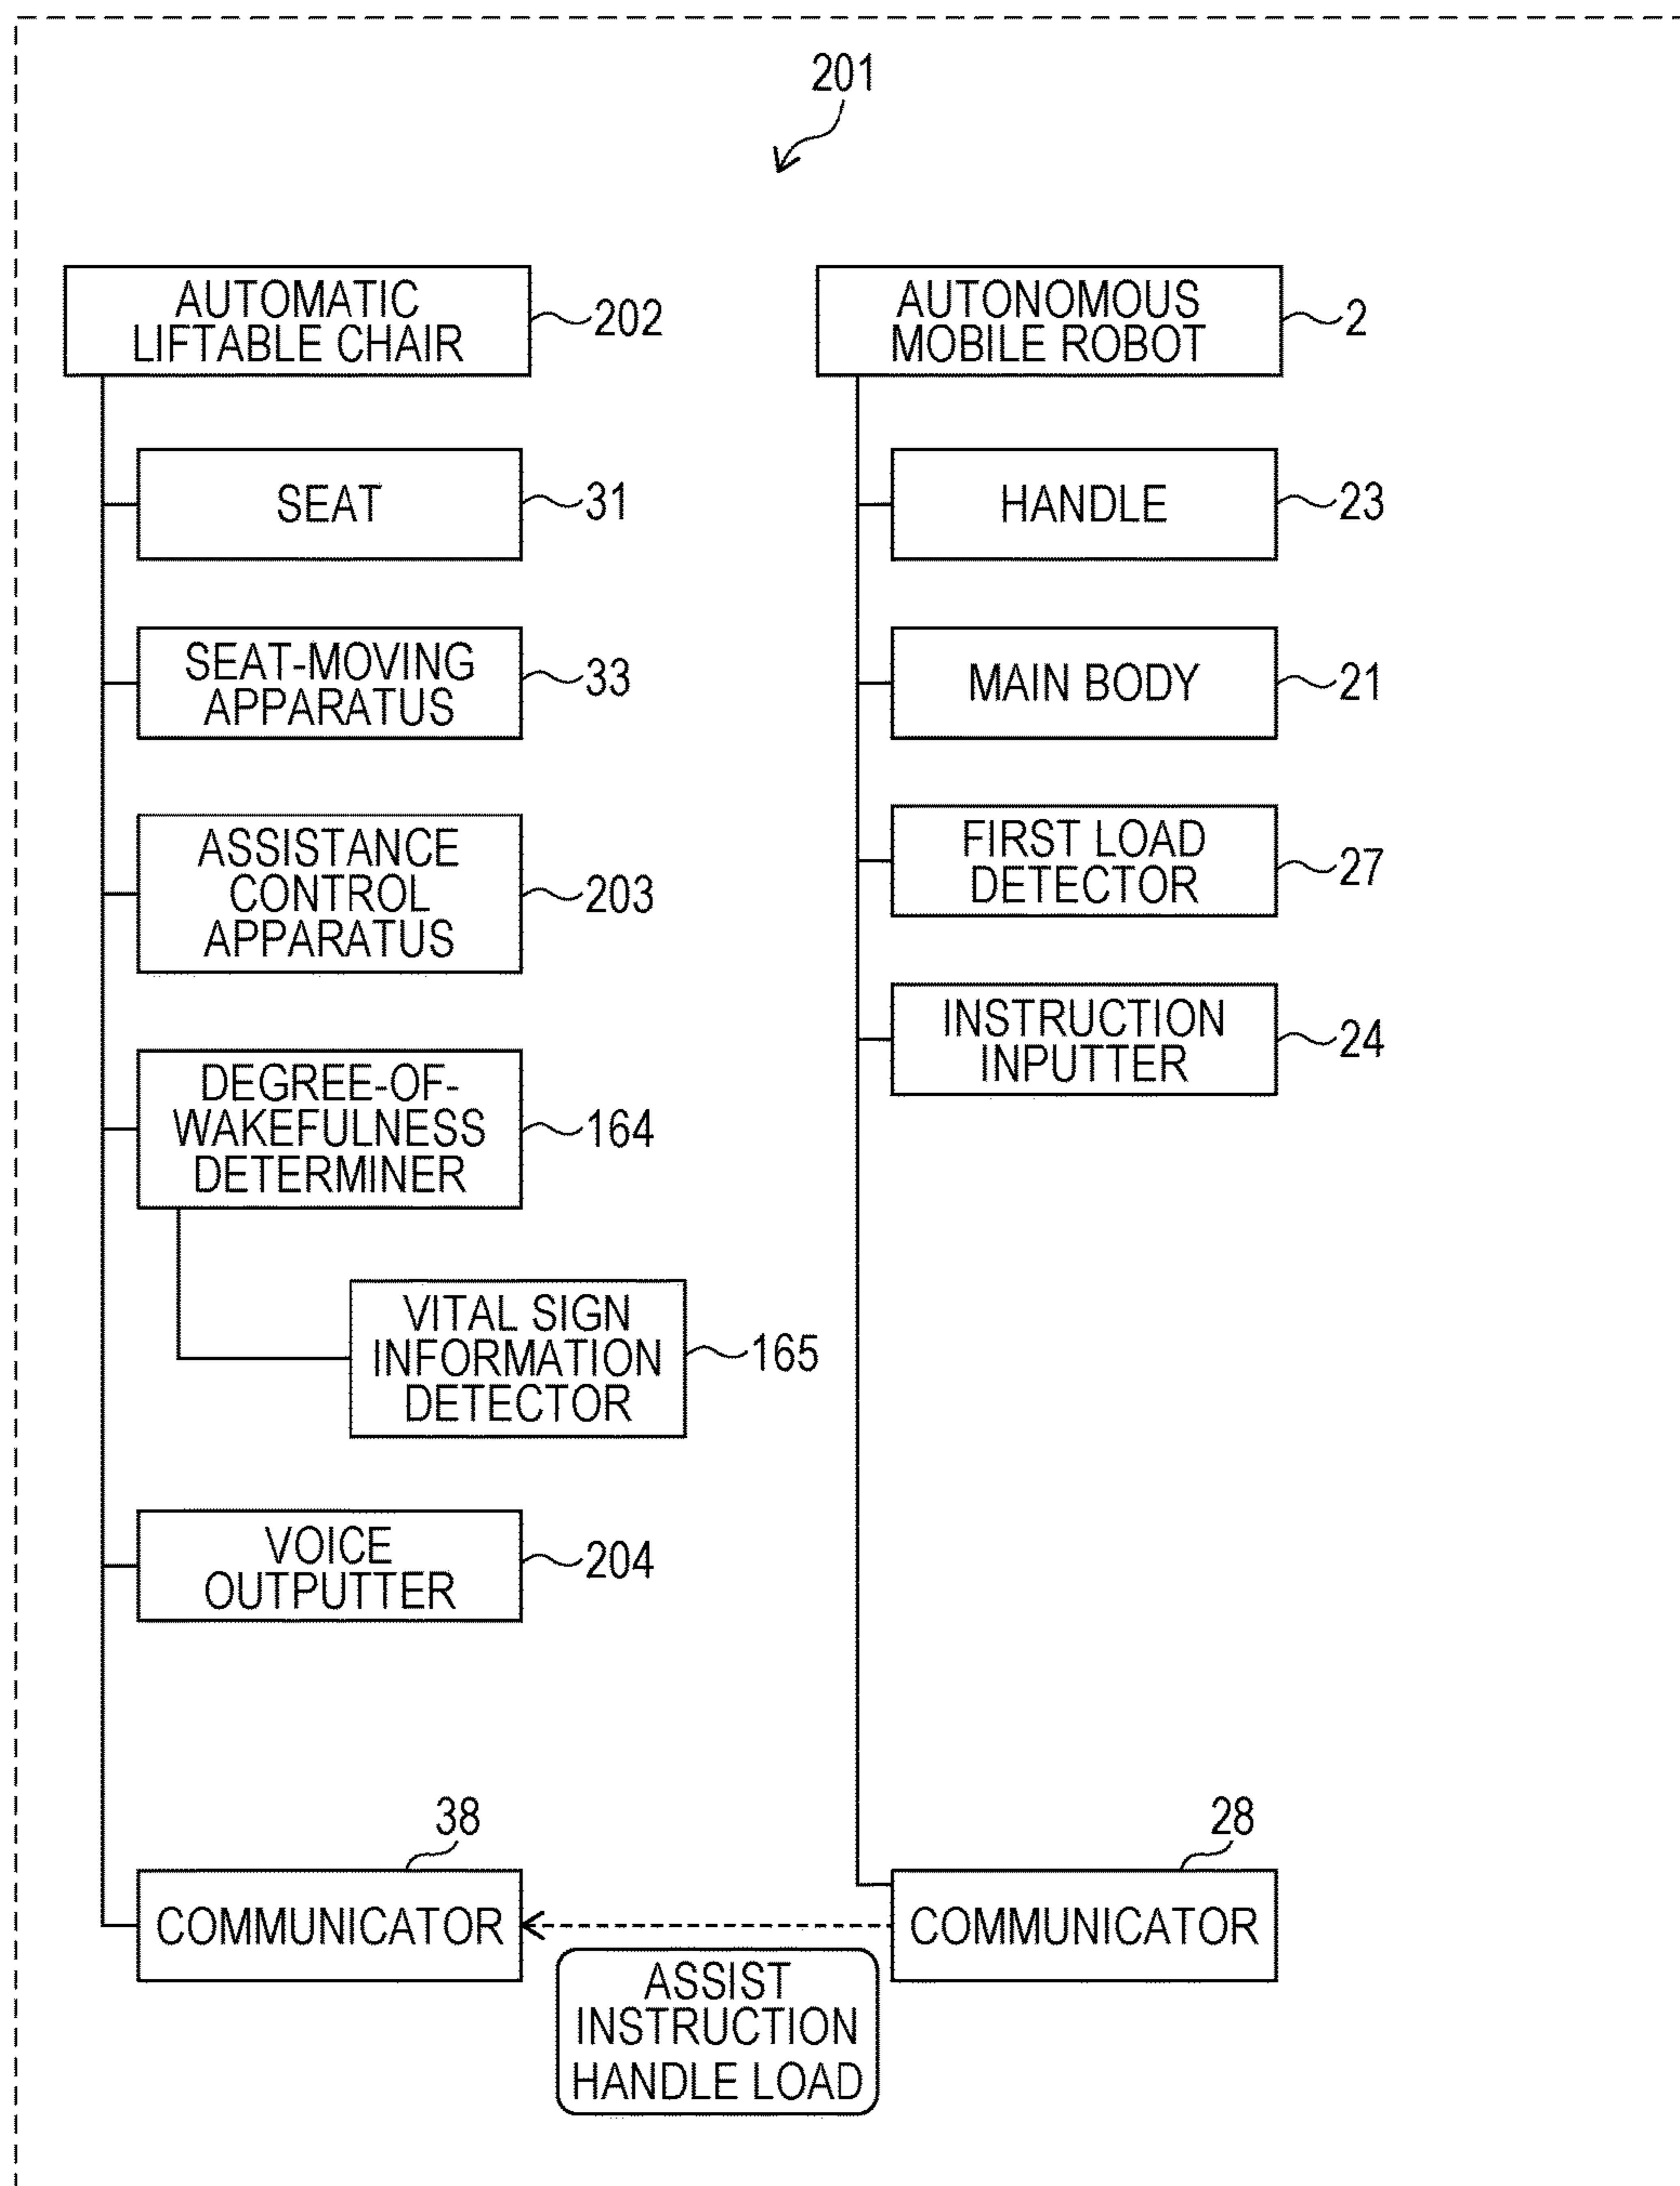 201
AUTOMATIC
LIFTABLE CHAIR
202
SEAT
31
SEAT-MOVING
APPARATUS
33
ASSISTANCE
CONTROL
APPARATUS
203
DEGREE-OF-
WAKEFULNESS
DETERMINER
164
VITAL SIGN
INFORMATION
DETECTOR
165
VOICE
OUTPUTTER
204
38
COMMUNICATOR
AUTONOMOUS
MOBILE ROBOT
2
HANDLE
23
MAIN BODY
21
FIRST LOAD
DETECTOR
27
INSTRUCTION
INPUTTER
24
28
COMMUNICATOR
ASSIST
INSTRUCTION
HANDLE LOAD